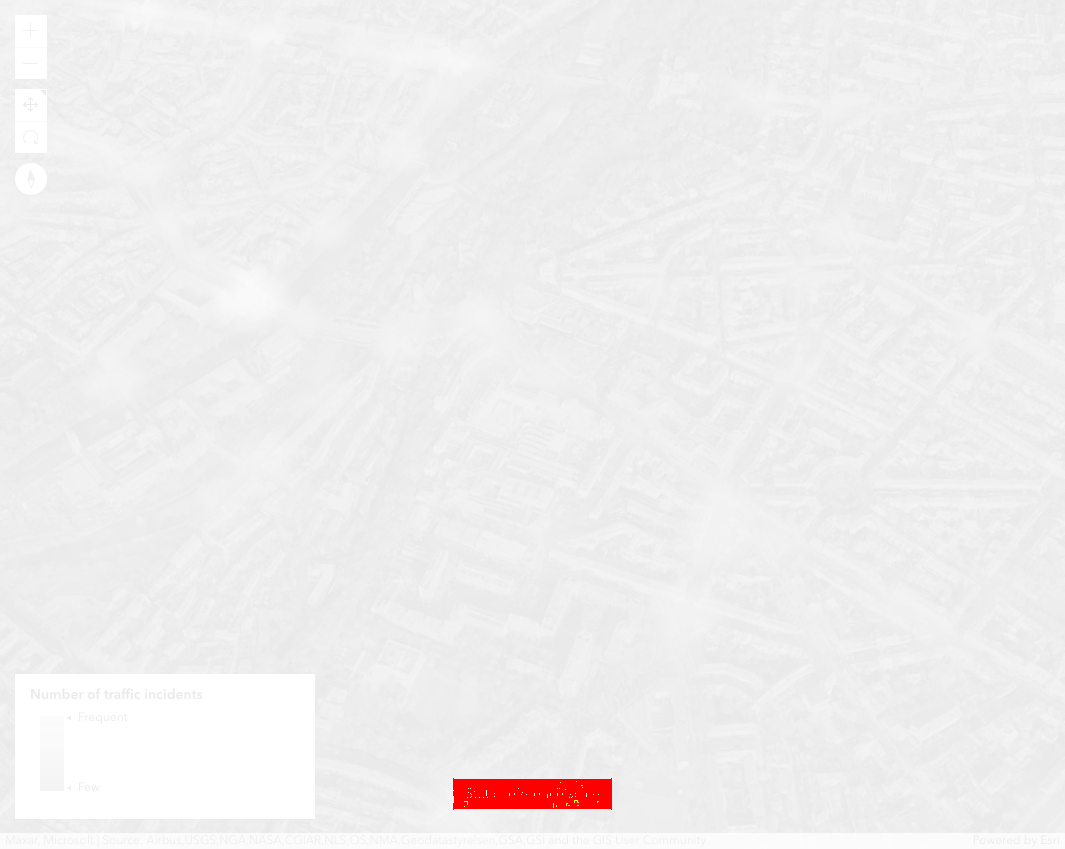 Number of traffic incidents
Frequent
Few
Maxar, Microsoft | Source: Airbus,USGS,NGA,NASA,CGIAR,NLS,OS,NMA,Geodatastyrelsen,GSA,GSI and the GIS User Community
Powered by Esri